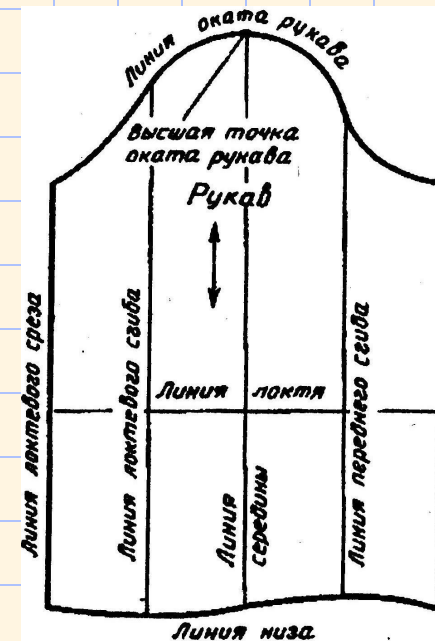 Линия оката рукава
Высшая точка
оката рукава
Рукав
Линия локтевого среза
Линия локтевого сгиба
Линия локтя
Линия
середины
Линия переднего сгиба
Линия низа